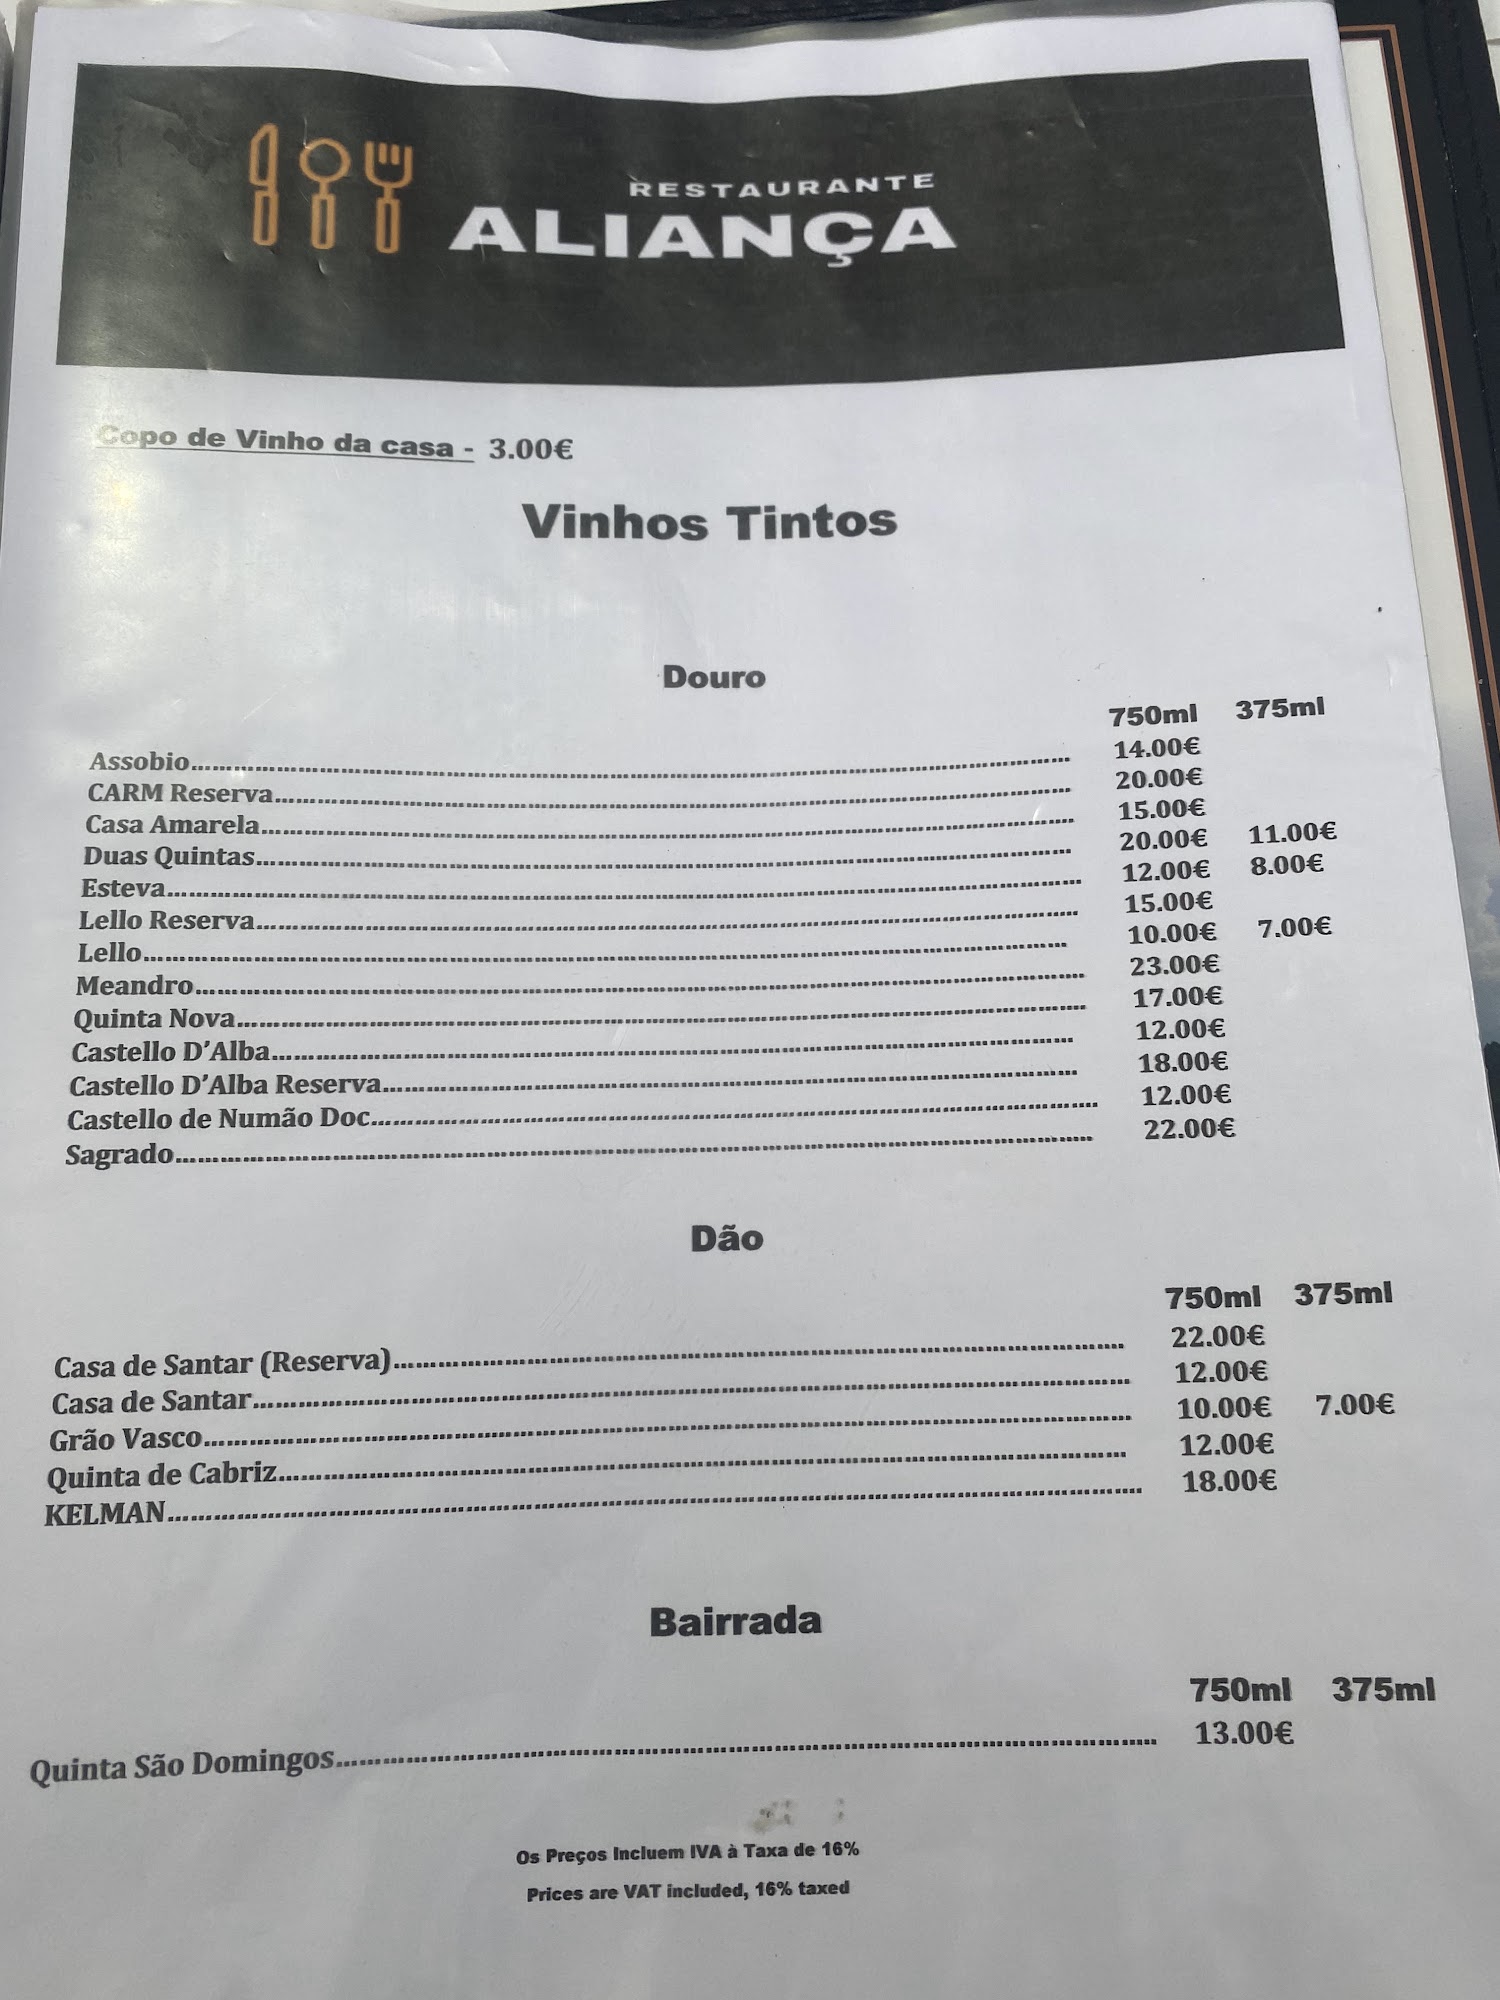 RESTAURANTE
ALIANÇA
Copo de Vinho da casa - 3.00€
Vinhos Tintos
Douro
750ml 375ml
Assobio 14.00€
CARM Reserva 20.00€
Casa Amarela 15.00€
Duas Quintas 20.00€ 11.00€
Esteva 12.00€ 8.00€
Lello Reserva 15.00€
Lello 10.00€ 7.00€
Meandro 23.00€
Quinta Nova 17.00€
Castello D'Alba 12.00€
Castello D'Alba Reserva 18.00€
Castello de Numão Doc 12.00€
Sagrado 22.00€
Dão
750ml 375ml
Casa de Santar (Reserva) 22.00€
Casa de Santar 12.00€
Grão Vasco 10.00€ 7.00€
Quinta de Cabriz 12.00€
KELMAN 18.00€
Bairrada
750ml 375ml
Quinta São Domingos 13.00€
Os Preços Incluem IVA à Taxa de 16%
Prices are VAT included, 16% taxed